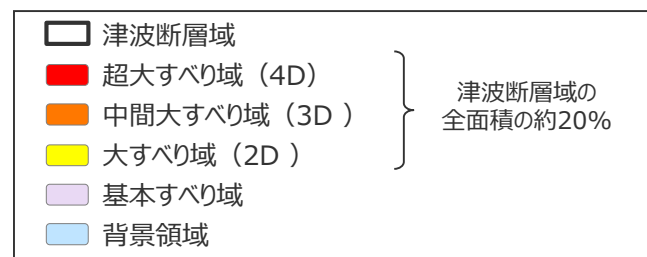 津波断層域
超大すべり域（4D）
中間大すべり域（3D ）
大すべり域（2D ）
津波断層域の
全面積の約20%
基本すべり域
背景領域